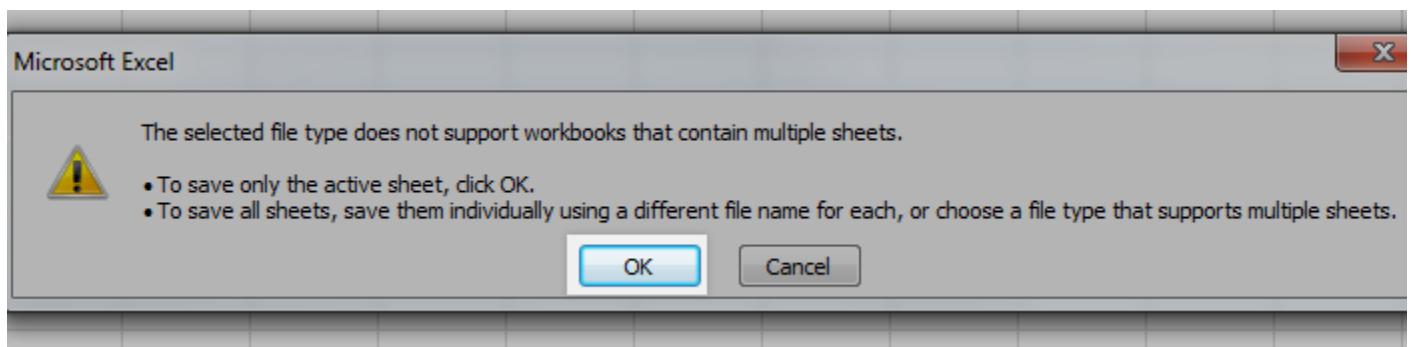 Microsoft Excel
The selected file type does not support workbooks that contain multiple sheets.
• To save only the active sheet, click OK.
• To save all sheets, save them individually using a different file name for each, or choose a file type that supports multiple sheets.
OK Cancel